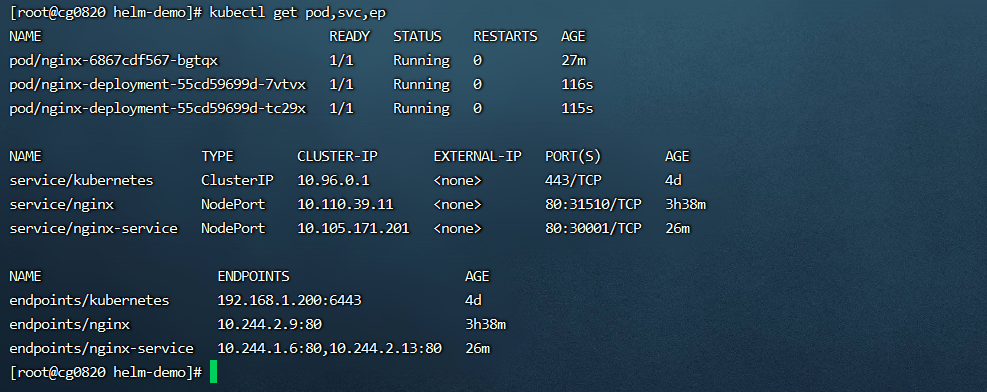 [root@cg0820 helm-demo]# kubectl get pod,svc,ep
NAME READY STATUS RESTARTS AGE
pod/nginx-6867cdf567-bgtqx 1/1 Running 0 27m
pod/nginx-deployment-55cd59699d-7vtvx 1/1 Running 0 116s
pod/nginx-deployment-55cd59699d-tc29x 1/1 Running 0 115s
NAME TYPE CLUSTER-IP EXTERNAL-IP PORT(S) AGE
service/kubernetes ClusterIP 10.96.0.1 <none> 443/TCP 4d
service/nginx NodePort 10.110.39.11 <none> 80:31510/TCP 3h38m
service/nginx-service NodePort 10.105.171.201 <none> 80:30001/TCP 26m
NAME ENDPOINTS AGE
endpoints/kubernetes 192.168.1.200:6443 4d
endpoints/nginx 10.244.2.9:80 3h38m
endpoints/nginx-service 10.244.1.6:80,10.244.2.13:80 26m
[root@cg0820 helm-demo]#